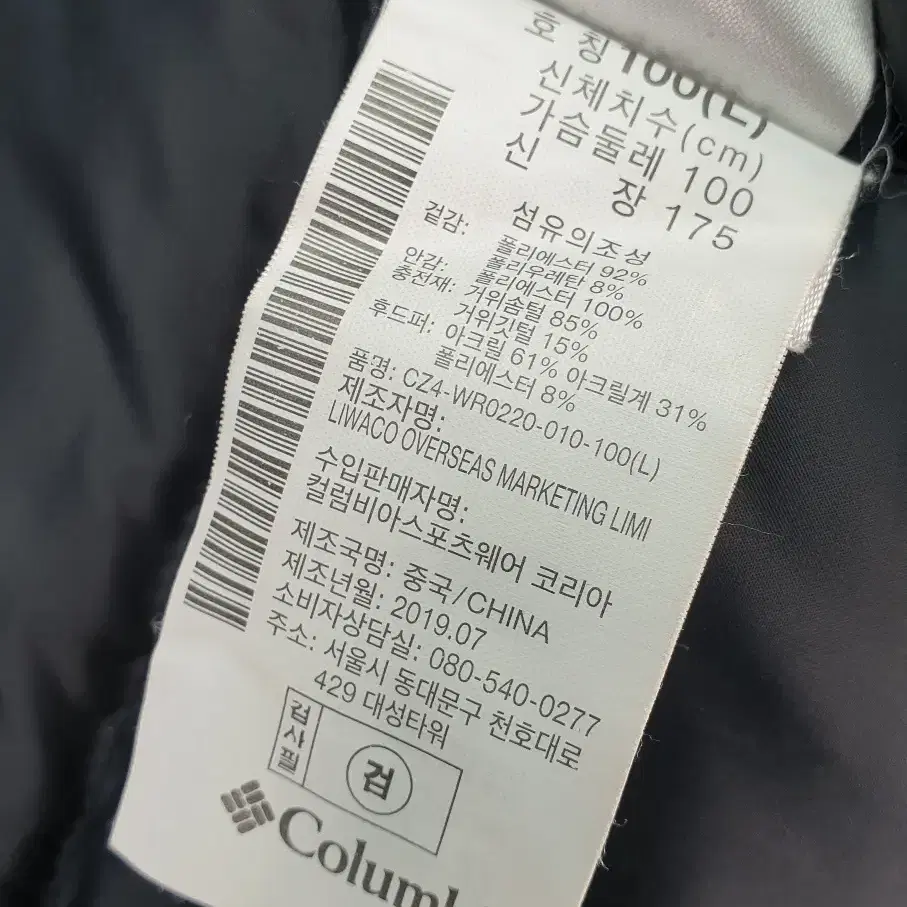 호 칭 100(L)
신체치수(cm)
가슴둘레 100
신 장 175
섬유의조성
겉감: 폴리에스터 92%
폴리우레탄 8%
안감: 폴리에스터 100%
충전재: 거위솜털 85%
거위깃털 15%
후드퍼: 아크릴 61% 아크릴계 31%
폴리에스터 8%
품명: CZ4-WR0220-010-100(L)
제조자명:
LIWACO OVERSEAS MARKETING LIMI
수입판매자명:
컬럼비아스포츠웨어 코리아
제조국명: 중국/CHINA
제조년월: 2019.07
소비자상담실: 080-540-0277
주소: 서울시 동대문구 천호대로
429 대성타워
검사필
검
Columb